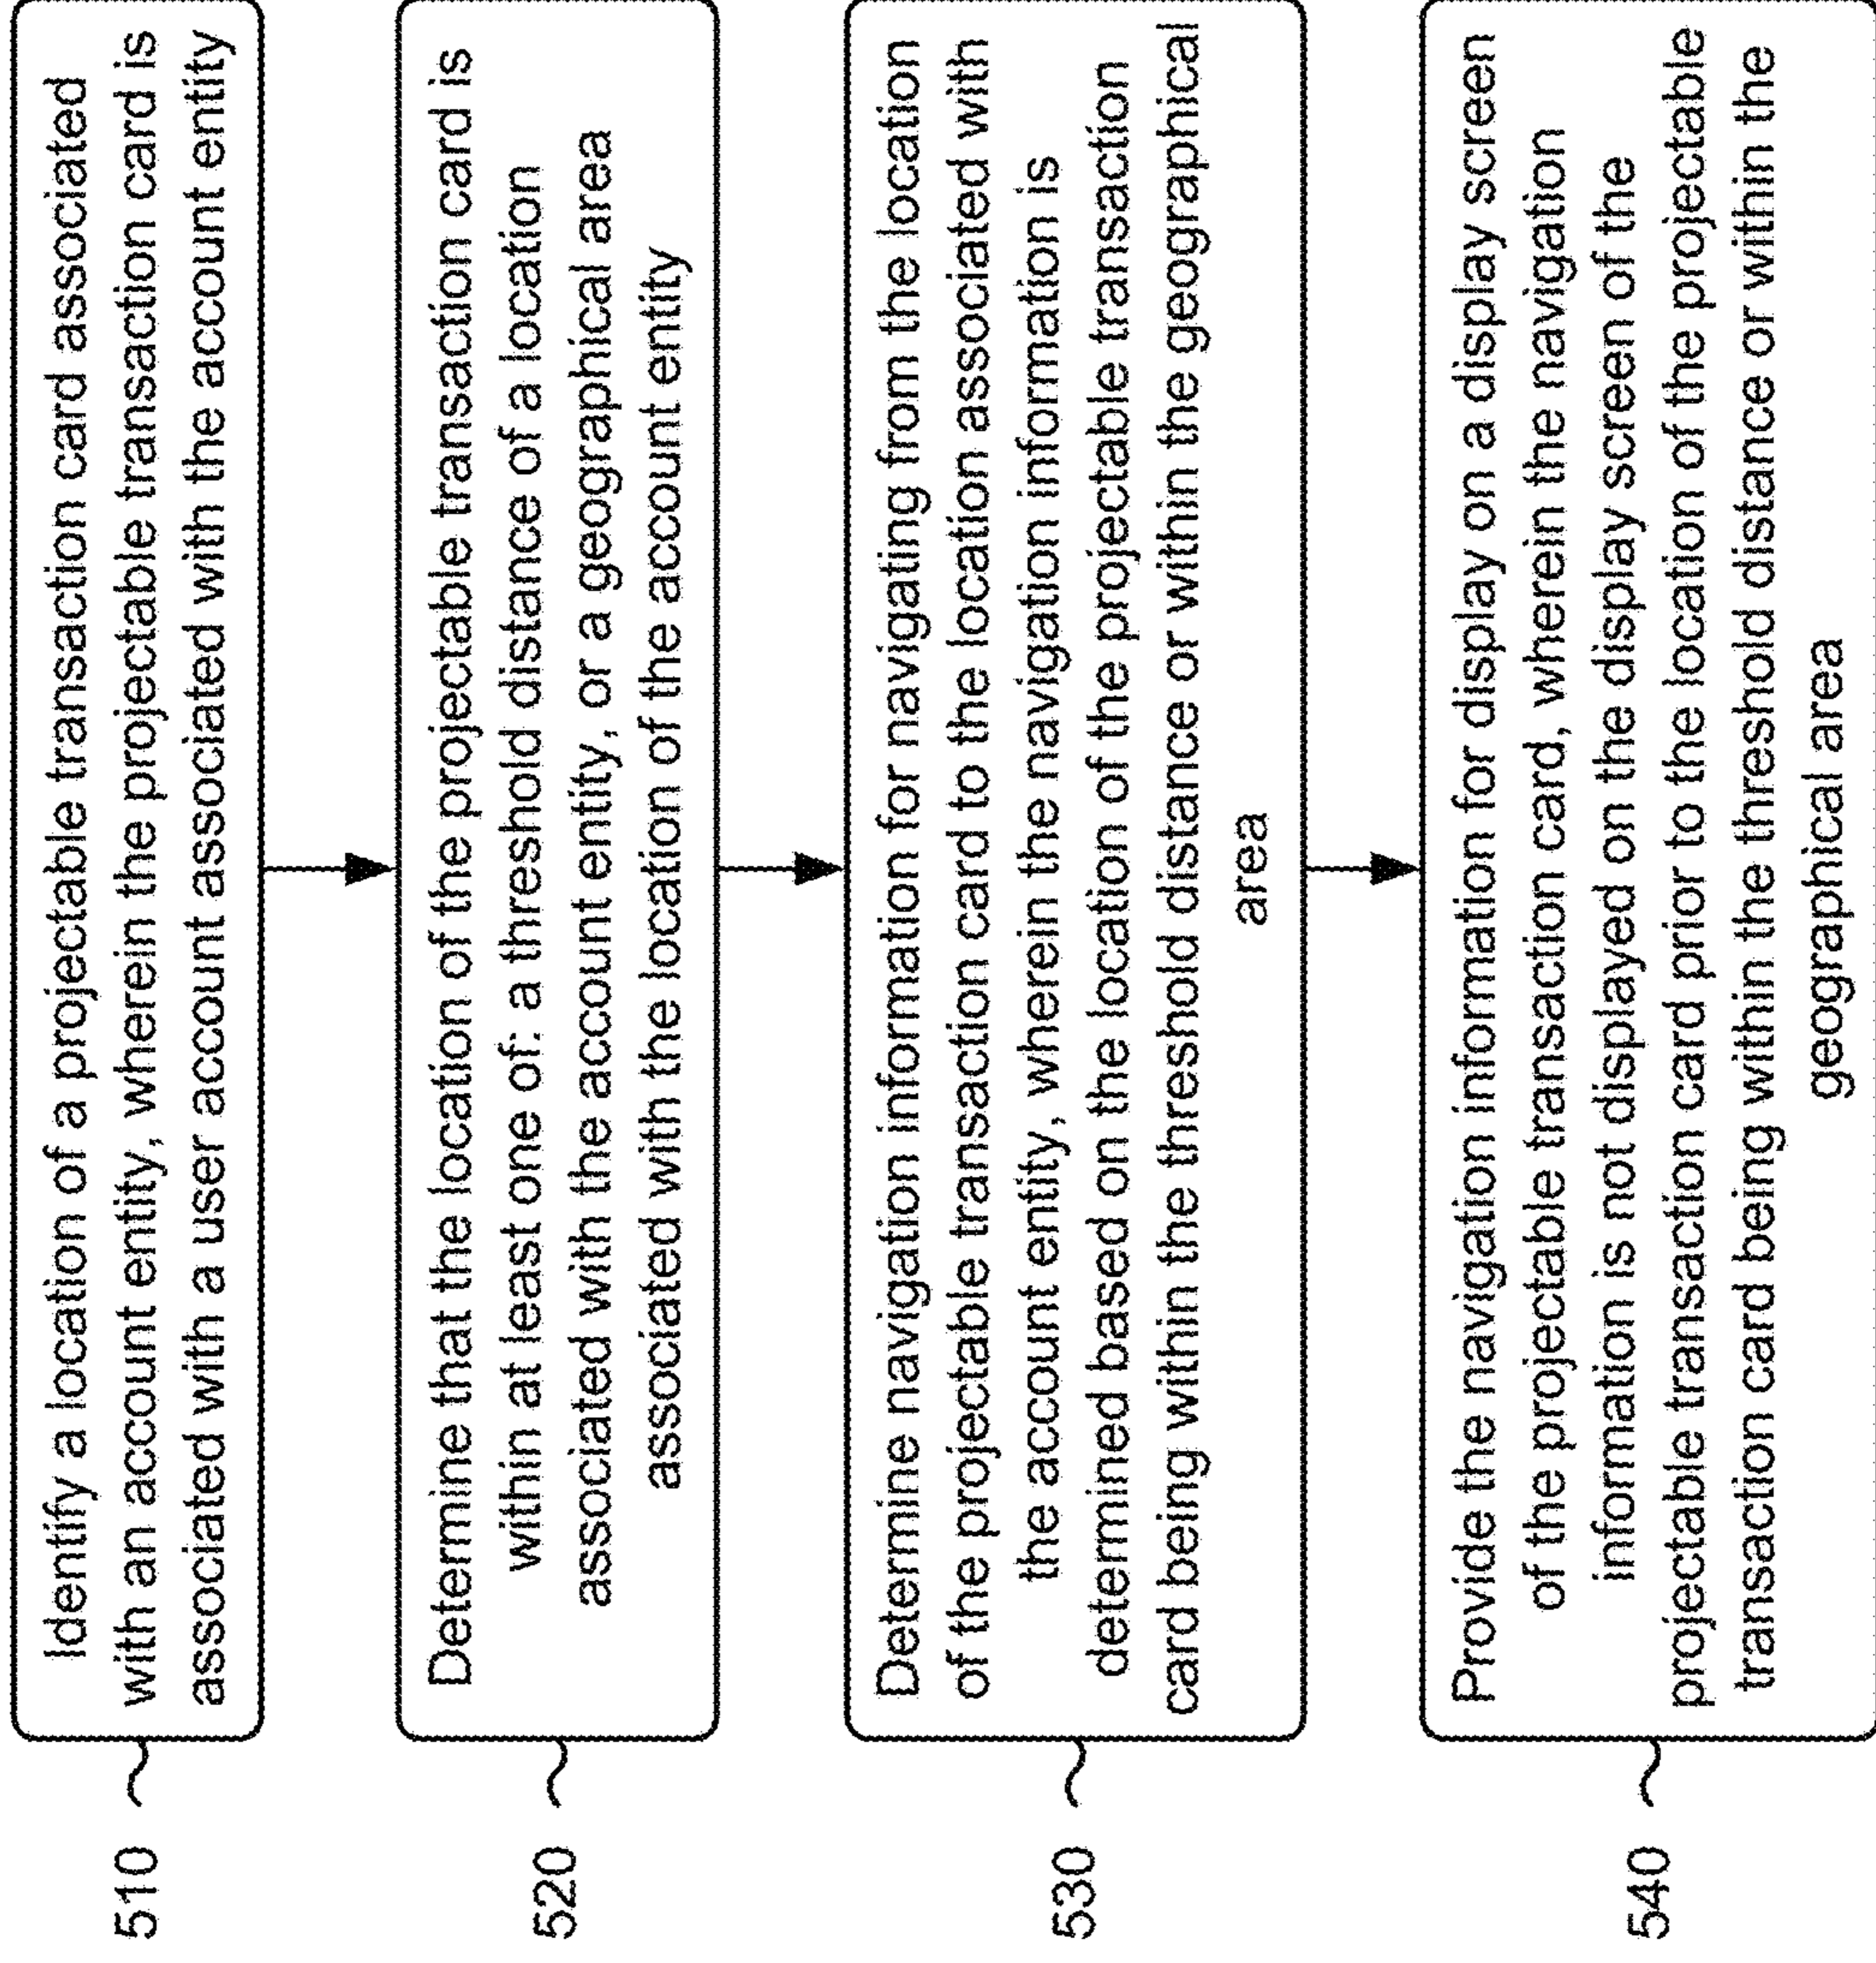 510
Identify a location of a projectable transaction card associated
with an account entity, wherein the projectable transaction card is
associated with a user account associated with the account entity
520
Determine that the location of the projectable transaction card is
within at least one of: a threshold distance of a location
associated with the account entity, or a geographical area
associated with the location of the account entity
530
Determine navigation information for navigating from the location
of the projectable transaction card to the location associated with
the account entity, wherein the navigation information is
determined based on the location of the projectable transaction
card being within the threshold distance or within the geographical
area
540
Provide the navigation information for display on a display screen
of the projectable transaction card, wherein the navigation
information is not displayed on the display screen of the
projectable transaction card prior to the location of the projectable
transaction card being within the threshold distance or within the
geographical area